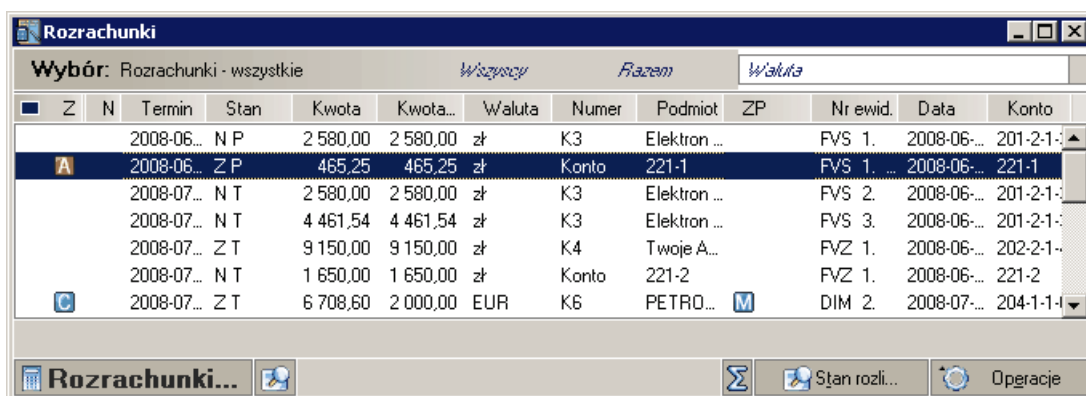 Rozrachunki
Wybór: Rozrachunki - wszystkie Wszyscy Razem Waluta
Z N Termin Stan Kwota Kwota... Waluta Numer Podmiot ZP Nr ewid. Data Konto
2008-06... N P 2 580,00 2 580,00 zł K3 Elektron ... FVS 1. 2008-06-... 201-2-1-
A 2008-06... Z P 465,25 465,25 zł Konto 221-1 FVS 1. ... 2008-06-... 221-1
2008-07... N T 2 580,00 2 580,00 zł K3 Elektron ... FVS 2. 2008-06-... 201-2-1-
2008-07... N T 4 461,54 4 461,54 zł K3 Elektron ... FVS 3. 2008-06-... 201-2-1-
2008-07... Z T 9 150,00 9 150,00 zł K4 Twoje A... FVZ 1. 2008-06-... 202-2-1-
2008-07... N T 1 650,00 1 650,00 zł Konto 221-2 FVZ 1. 2008-06-... 221-2
C 2008-07... Z T 6 708,60 2 000,00 EUR K6 PETRO... M DIM 2. 2008-07-... 204-1-1-
Rozrachunki... Σ Stan rozli... Operacje